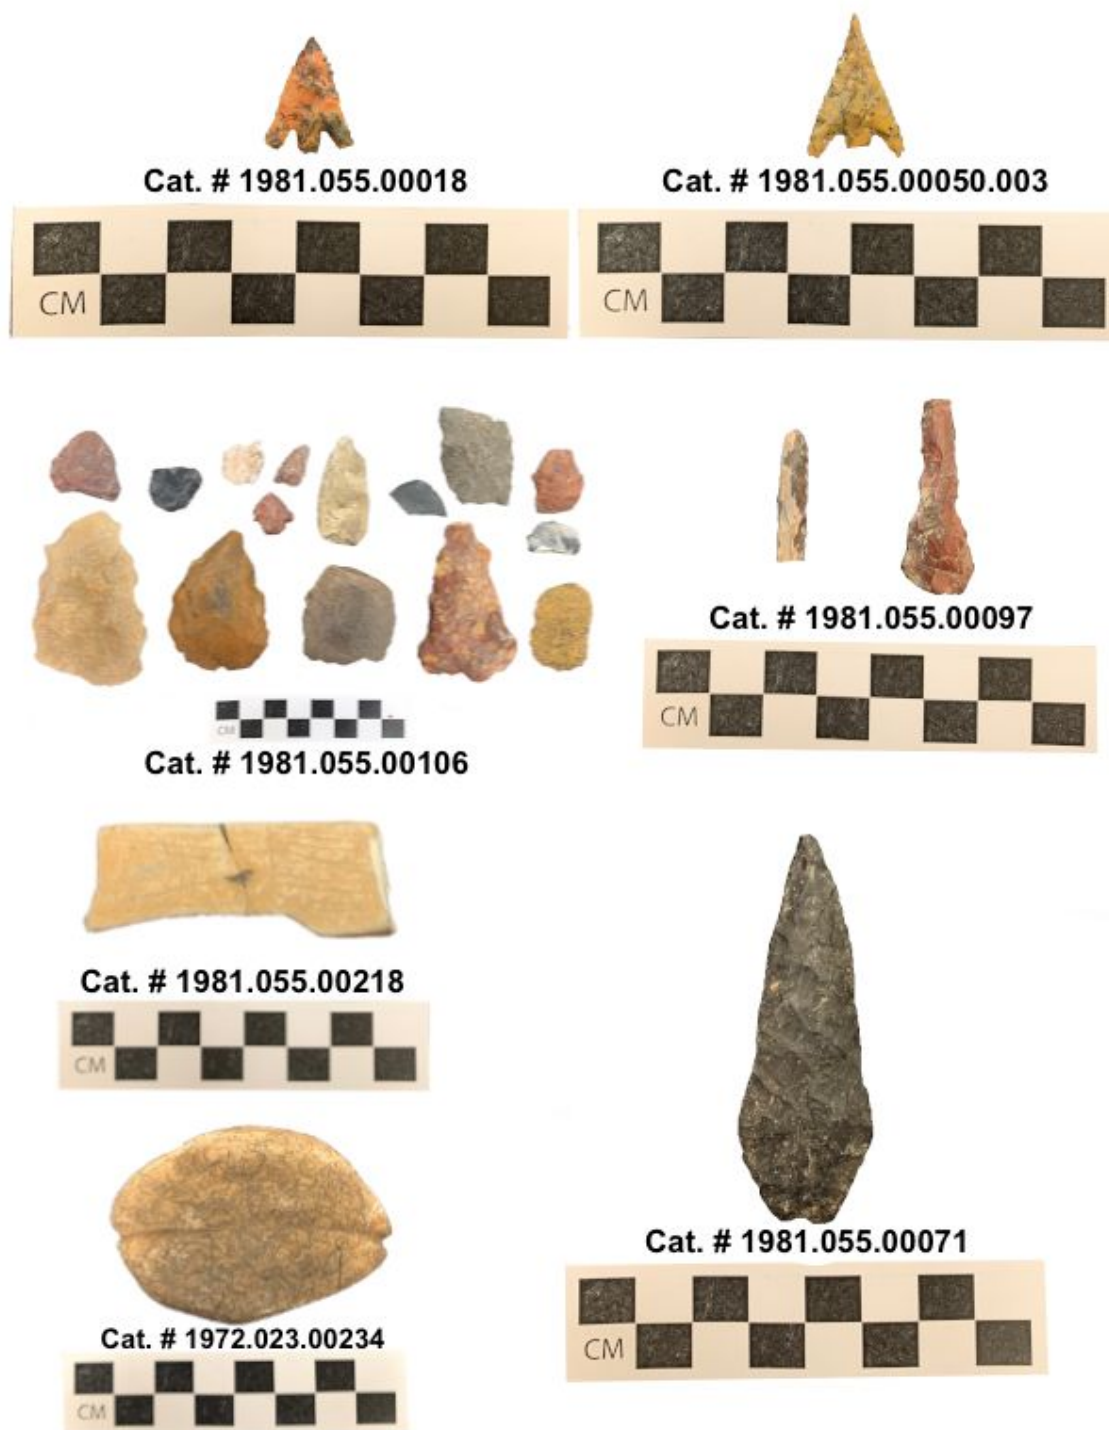 Cat. # 1981.055.00018
Cat. # 1981.055.00050.003
CM
CM
Cat. # 1981.055.00097
CM
CM
Cat. # 1981.055.00106
Cat. # 1981.055.00218
CM
Cat. # 1981.055.00071
CM
Cat. # 1972.023.00234
CM